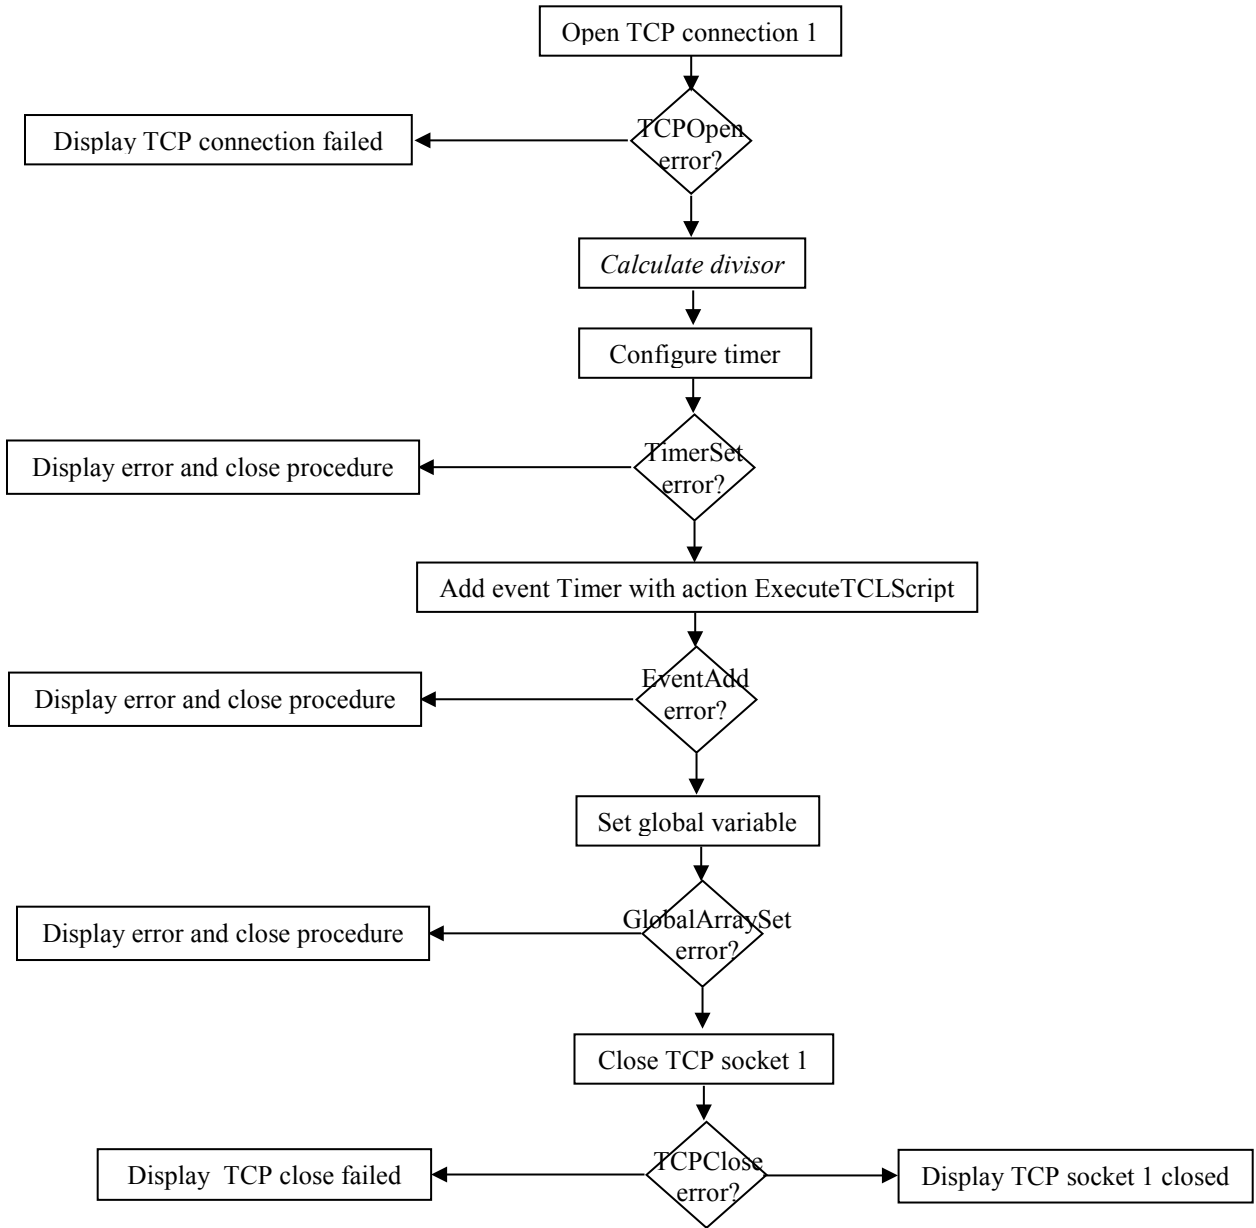 Open TCP connection 1
TCPOpen
error?
Display TCP connection failed
Calculate divisor
Configure timer
TimerSet
error?
Display error and close procedure
Add event Timer with action ExecuteTCLScript
EventAdd
error?
Display error and close procedure
Set global variable
GlobalArraySet
error?
Display error and close procedure
Close TCP socket 1
TCPClose
error?
Display  TCP close failed
Display TCP socket 1 closed